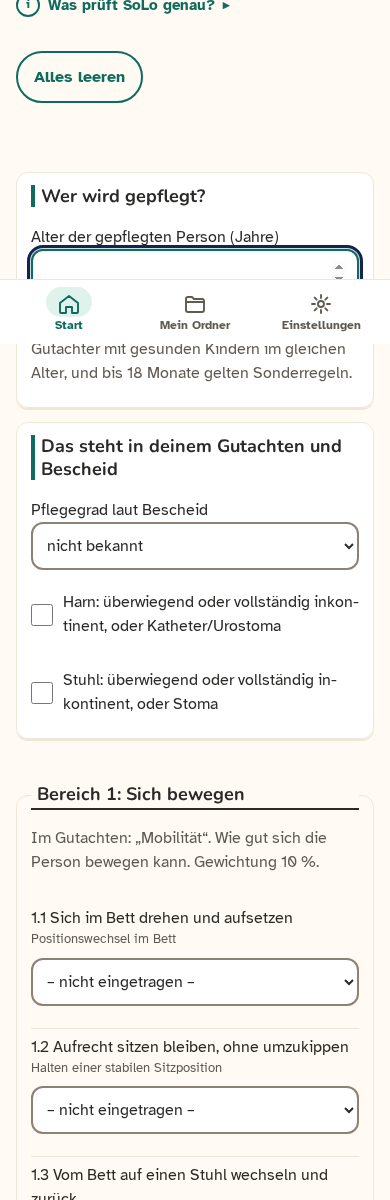 Was prüft SoLo genau? ▸
Alles leeren
Wer wird gepflegt?
Alter der gepflegten Person (Jahre)
Start
Mein Ordner
Einstellungen
Gutachter mit gesunden Kindern im gleichen
Alter, und bis 18 Monate gelten Sonderregeln.
Das steht in deinem Gutachten und
Bescheid
Pflegegrad laut Bescheid
nicht bekannt
Harn: überwiegend oder vollständig inkon-
tinent, oder Katheter/Urostoma
Stuhl: überwiegend oder vollständig in-
kontinent, oder Stoma
Bereich 1: Sich bewegen
Im Gutachten: „Mobilität“. Wie gut sich die
Person bewegen kann. Gewichtung 10 %.
1.1 Sich im Bett drehen und aufsetzen
Positionswechsel im Bett
– nicht eingetragen –
1.2 Aufrecht sitzen bleiben, ohne umzukippen
Halten einer stabilen Sitzposition
– nicht eingetragen –
1.3 Vom Bett auf einen Stuhl wechseln und
zurück